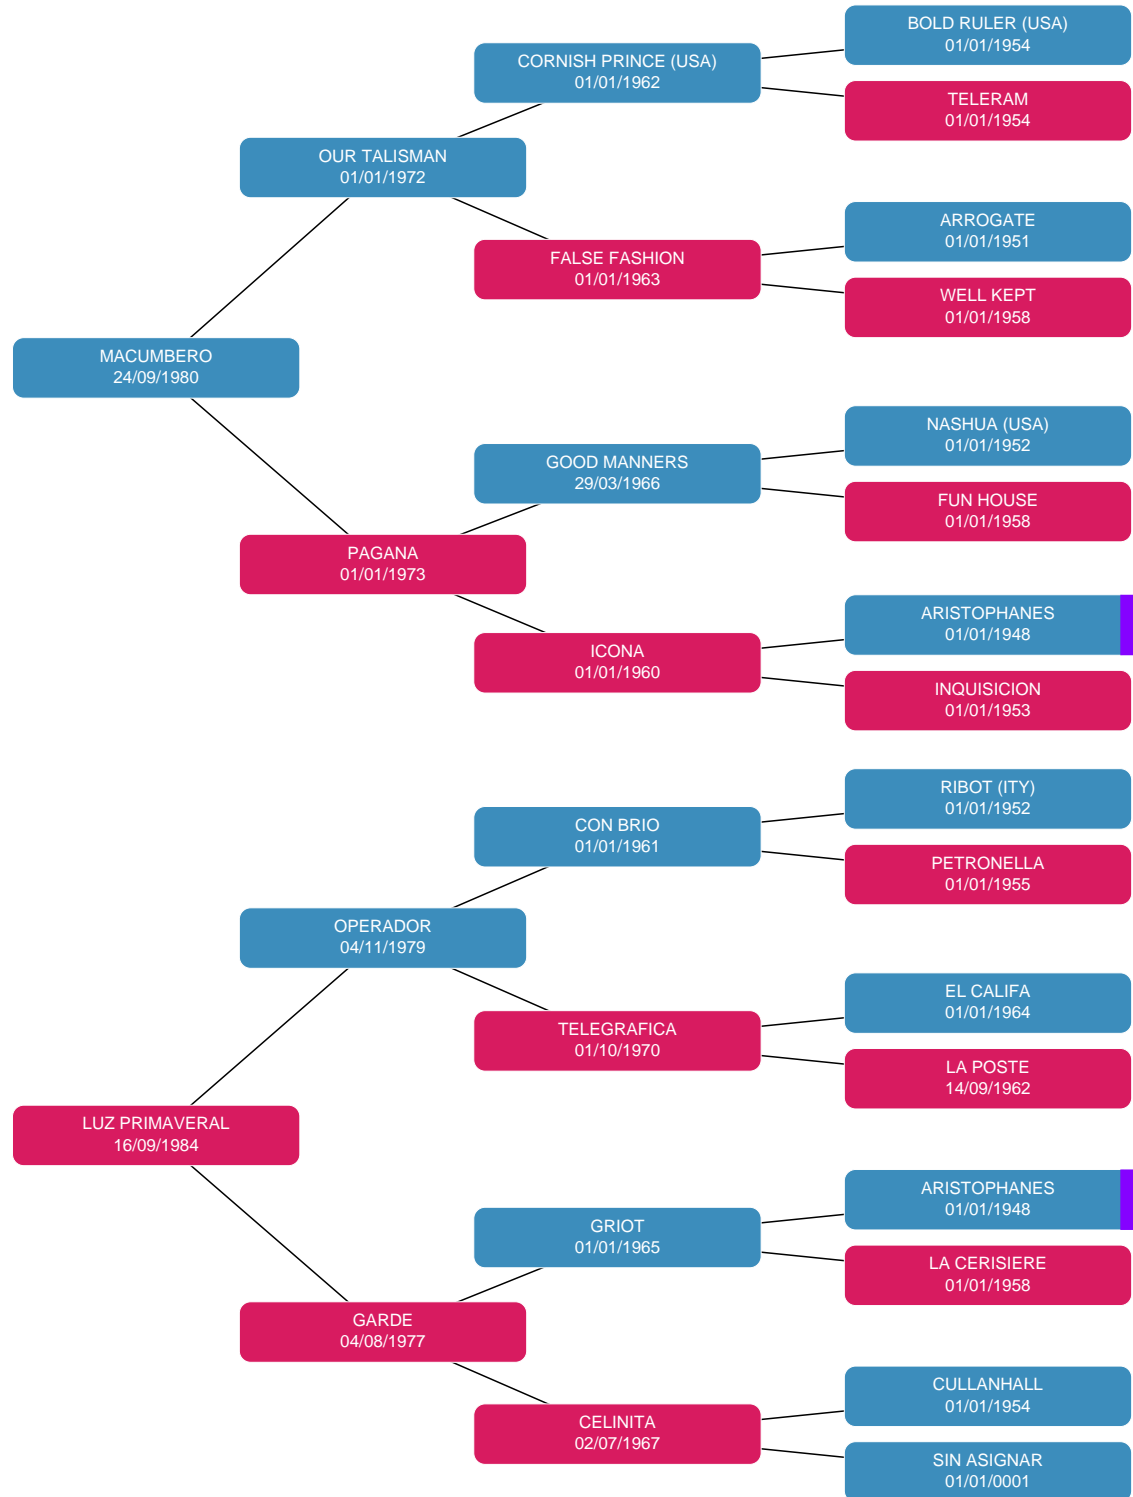 BOLD RULER (USA)
01/01/1954
CORNISH PRINCE (USA)
01/01/1962
TELERAM
01/01/1954
OUR TALISMAN
01/01/1972
ARROGATE
01/01/1951
FALSE FASHION
01/01/1963
WELL KEPT
01/01/1958
MACUMBERO
24/09/1980
NASHUA (USA)
01/01/1952
GOOD MANNERS
29/03/1966
FUN HOUSE
01/01/1958
PAGANA
01/01/1973
ARISTOPHANES
01/01/1948
ICONA
01/01/1960
INQUISICION
01/01/1953
RIBOT (ITY)
01/01/1952
CON BRIO
01/01/1961
PETRONELLA
01/01/1955
OPERADOR
04/11/1979
EL CALIFA
01/01/1964
TELEGRAFICA
01/10/1970
LA POSTE
14/09/1962
LUZ PRIMAVERAL
16/09/1984
ARISTOPHANES
01/01/1948
GRIOT
01/01/1965
LA CERISIERE
01/01/1958
GARDE
04/08/1977
CULLANHALL
01/01/1954
CELINITA
02/07/1967
SIN ASIGNAR
01/01/0001